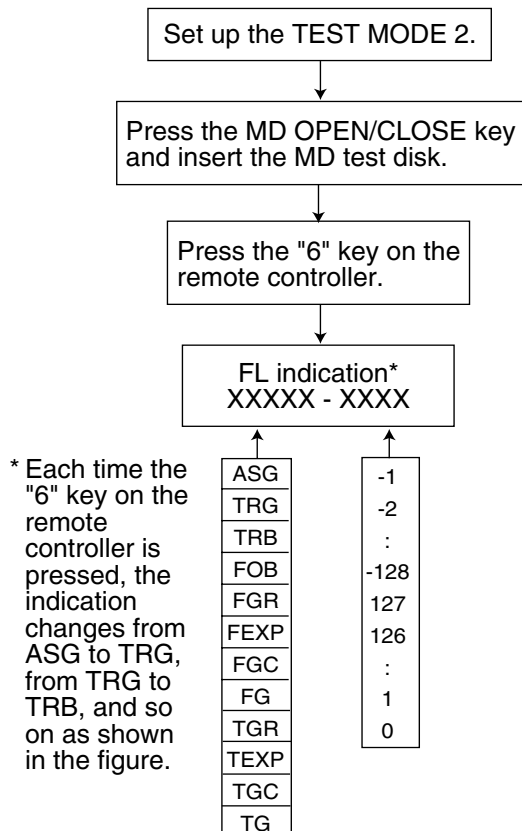 Set up the TEST MODE 2.
Press the MD OPEN/CLOSE key
and insert the MD test disk.
Press the "6" key on the
remote controller.
FL indication*
XXXXX - XXXX
* Each time the
"6" key on the
remote
controller is
pressed, the
indication
changes from
ASG to TRG,
from TRG to
TRB, and so
on as shown
in the figure.
ASG
TRG
TRB
FOB
FGR
FEXP
FGC
FG
TGR
TEXP
TGC
TG
-1
-2
:
-128
127
126
:
1
0